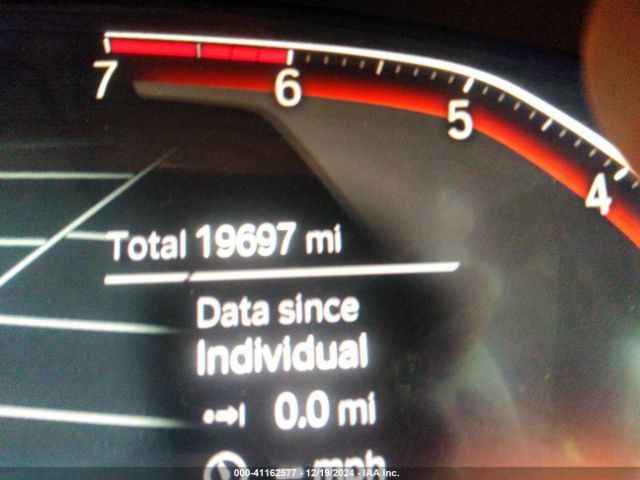 7
6
5
4
Total 19697 mi
Data since
Individual
0.0 mi
mph
000-41162577 - 12/19/2024 - IAA Inc.